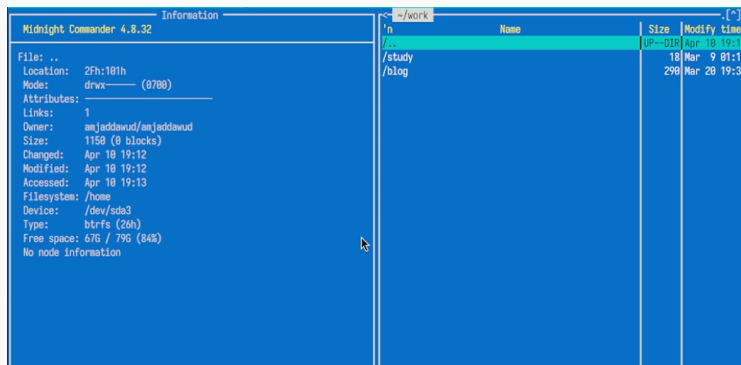 Information
Midnight Commander 4.8.32
File: ..
Location: 2Fh:101h
Mode: drwx------ (0700)
Attributes: ----------------------
Links: 1
Owner: amjaddawud/amjaddawud
Size: 1150 (0 blocks)
Changed: Apr 10 19:12
Modified: Apr 10 19:12
Accessed: Apr 10 19:13
Filesystem: /home
Device: /dev/sda3
Type: btrfs (26h)
Free space: 67G / 79G (84%)
No node information
<- ~/work .[^]
'n Name Size Modify time
/.. UP--DIR Apr 10 19:1
/study 18 Mar 9 01:1
/blog 290 Mar 20 19:3